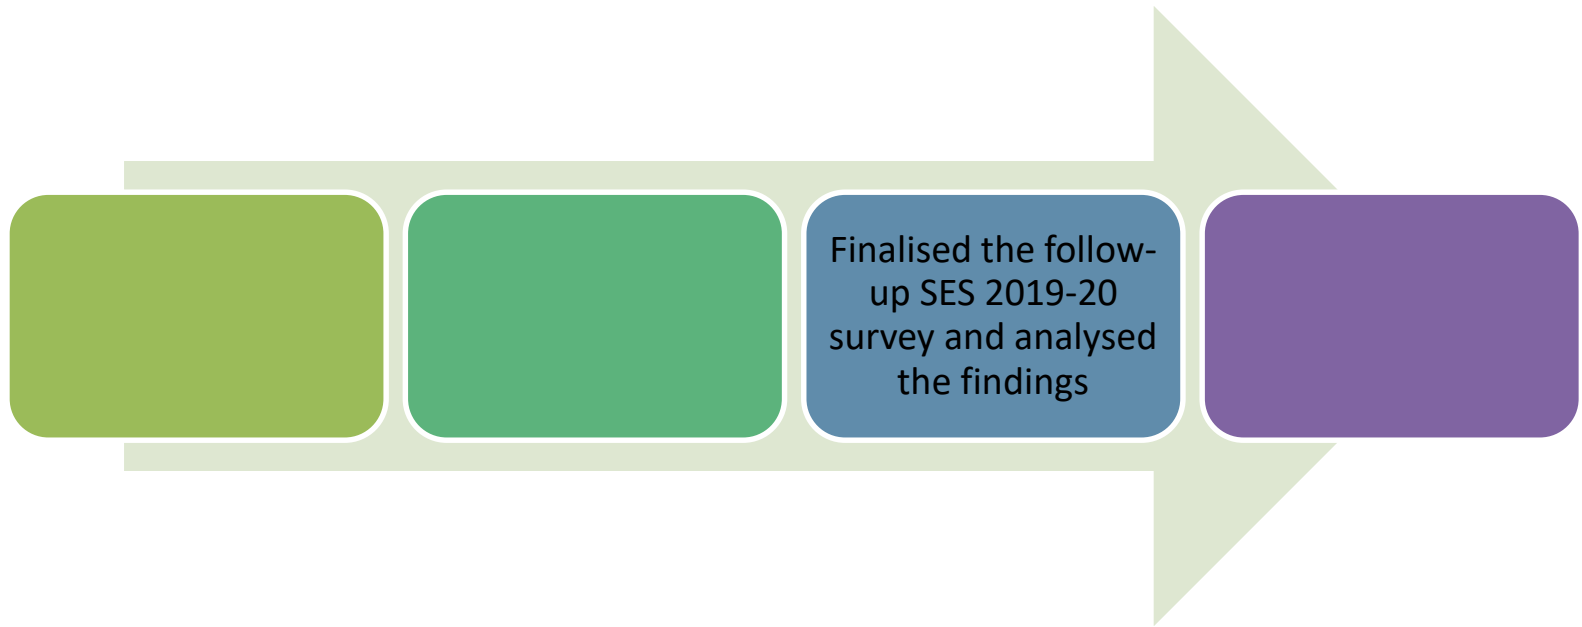 Finalised the follow-
up SES 2019-20
survey and analysed
the findings